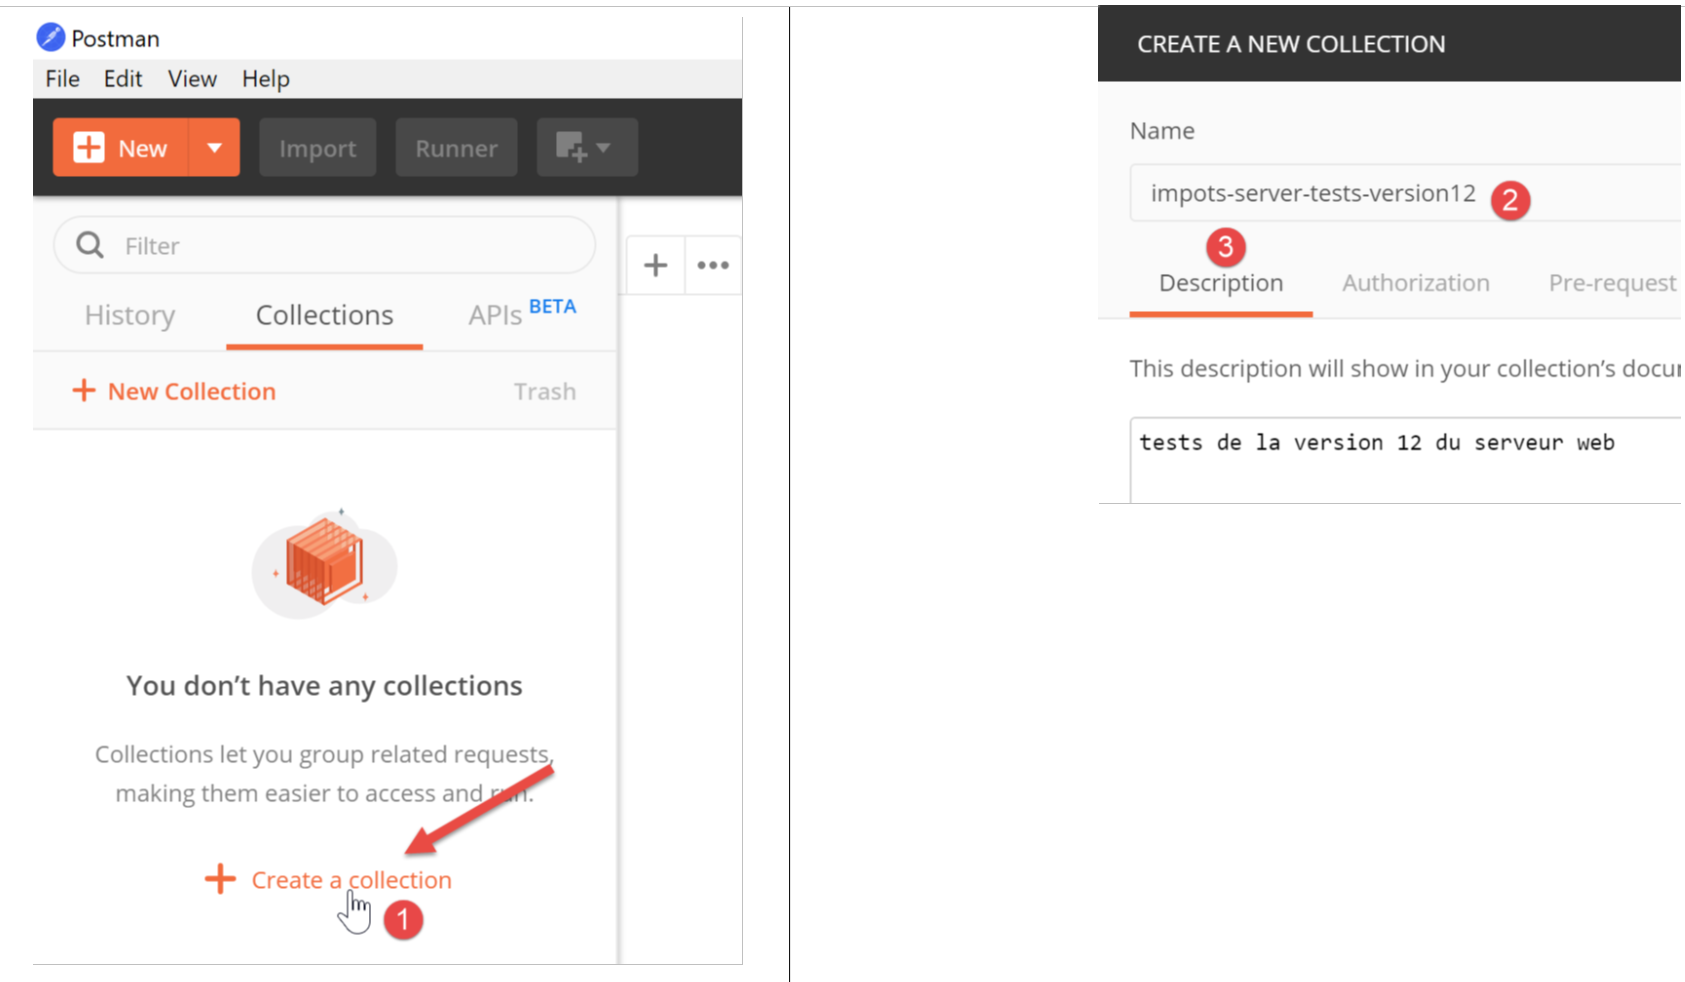 Postman
File Edit View Help
New Import Runner
Filter
History Collections APIs BETA
New Collection Trash
You don’t have any collections
Collections let you group related requests,
making them easier to access and run.
Create a collection
1
CREATE A NEW COLLECTION
Name
impots-server-tests-version12 2
3
Description Authorization Pre-request
This description will show in your collection’s
tests de la version 12 du serveur web